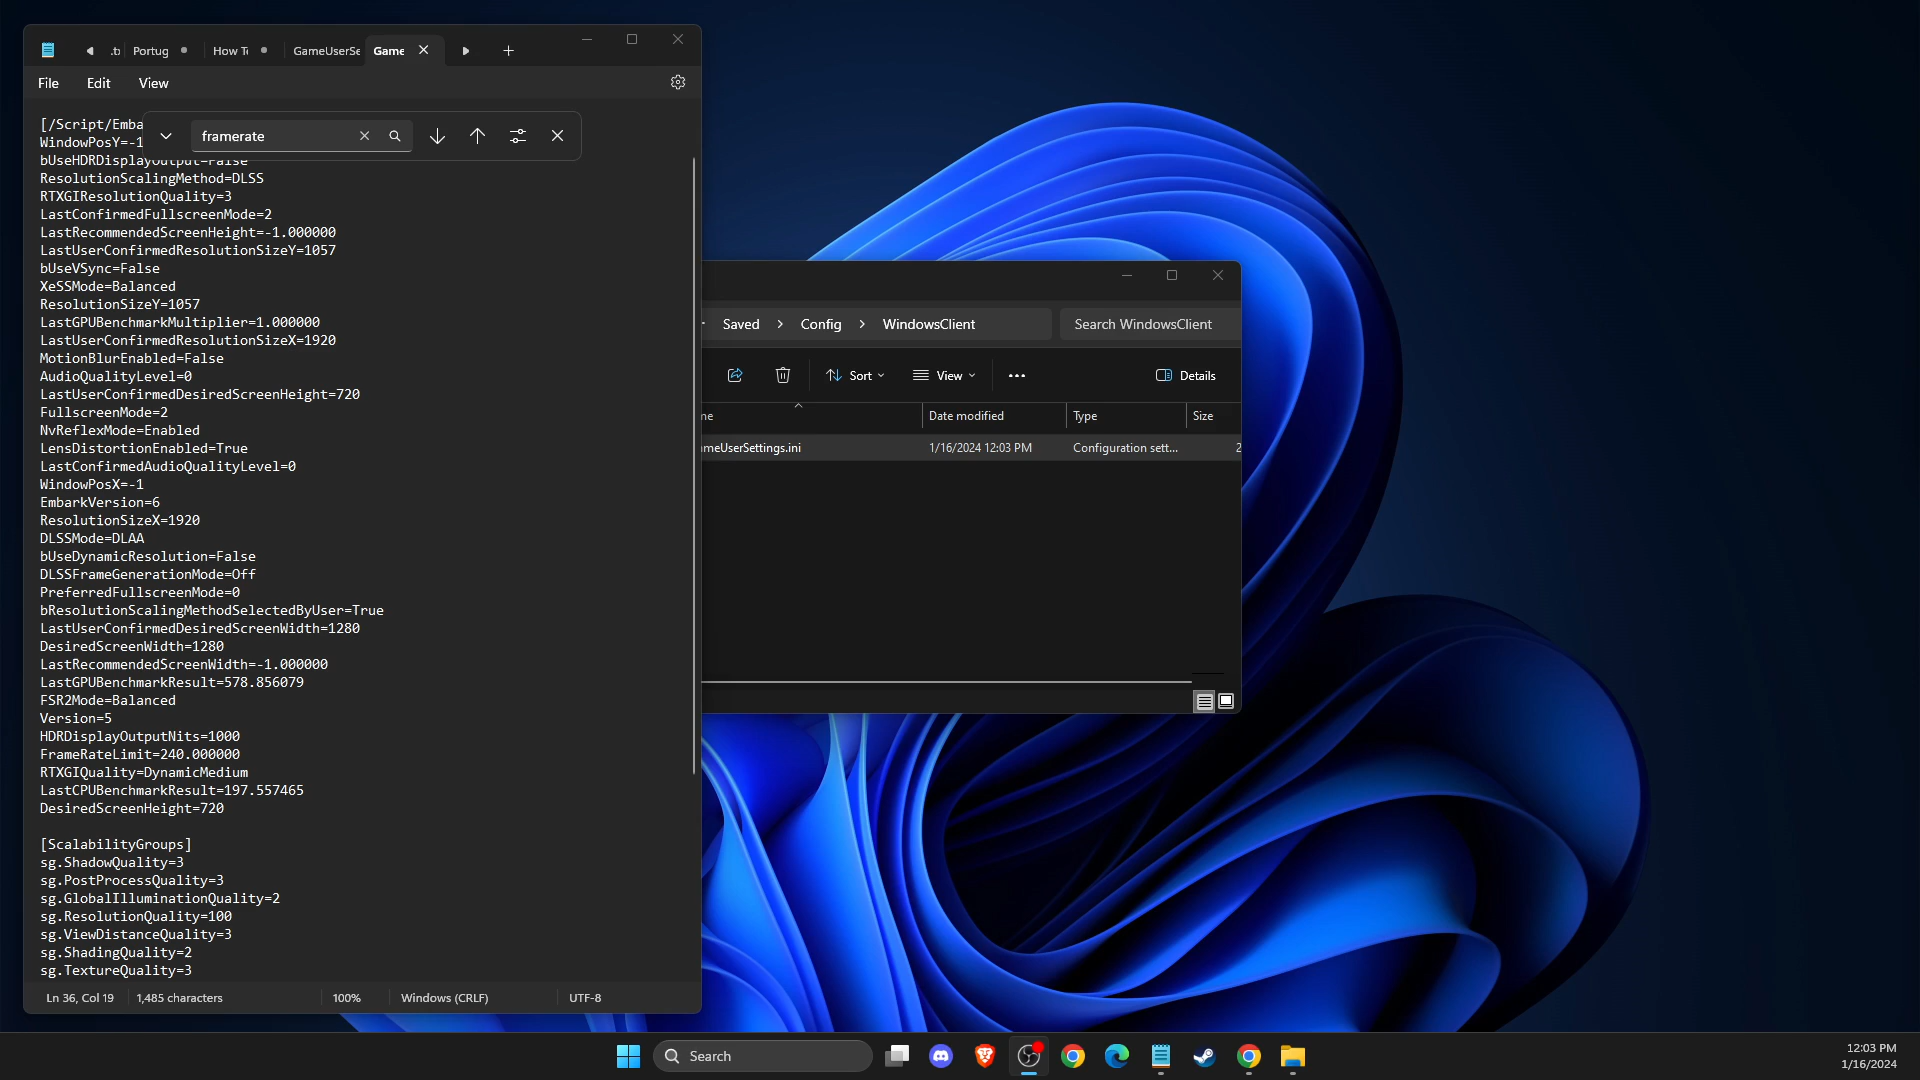 .b Portug How T GameUserSe Game
File Edit View
[/Script/Emba
framerate
WindowPosY=-1
bUseHDRDisplayOutput=False
ResolutionScalingMethod=DLSS
RTXGIResolutionQuality=3
LastConfirmedFullscreenMode=2
LastRecommendedScreenHeight=-1.000000
LastUserConfirmedResolutionSizeY=1057
bUseVSync=False
XeSSMode=Balanced
ResolutionSizeY=1057
LastGPUBenchmarkMultiplier=1.000000
LastUserConfirmedResolutionSizeX=1920
MotionBlurEnabled=False
AudioQualityLevel=0
LastUserConfirmedDesiredScreenHeight=720
FullscreenMode=2
NvReflexMode=Enabled
LensDistortionEnabled=True
LastConfirmedAudioQualityLevel=0
WindowPosX=-1
EmbarkVersion=6
ResolutionSizeX=1920
DLSSMode=DLAA
bUseDynamicResolution=False
DLSSFrameGenerationMode=Off
PreferredFullscreenMode=0
bResolutionScalingMethodSelectedByUser=True
LastUserConfirmedDesiredScreenWidth=1280
DesiredScreenWidth=1280
LastRecommendedScreenWidth=-1.000000
LastGPUBenchmarkResult=578.856079
FSR2Mode=Balanced
Version=5
HDRDisplayOutputNits=1000
FrameRateLimit=240.000000
RTXGIQuality=DynamicMedium
LastCPUBenchmarkResult=197.557465
DesiredScreenHeight=720
[ScalabilityGroups]
sg.ShadowQuality=3
sg.PostProcessQuality=3
sg.GlobalIlluminationQuality=2
sg.ResolutionQuality=100
sg.ViewDistanceQuality=3
sg.ShadingQuality=2
sg.TextureQuality=3
Ln 36, Col 19 1,485 characters 100% Windows (CRLF) UTF-8
Saved > Config > WindowsClient Search WindowsClient
Sort View Details
me Date modified Type Size
meUserSettings.ini 1/16/2024 12:03 PM Configuration sett... 2
Search
12:03 PM
1/16/2024